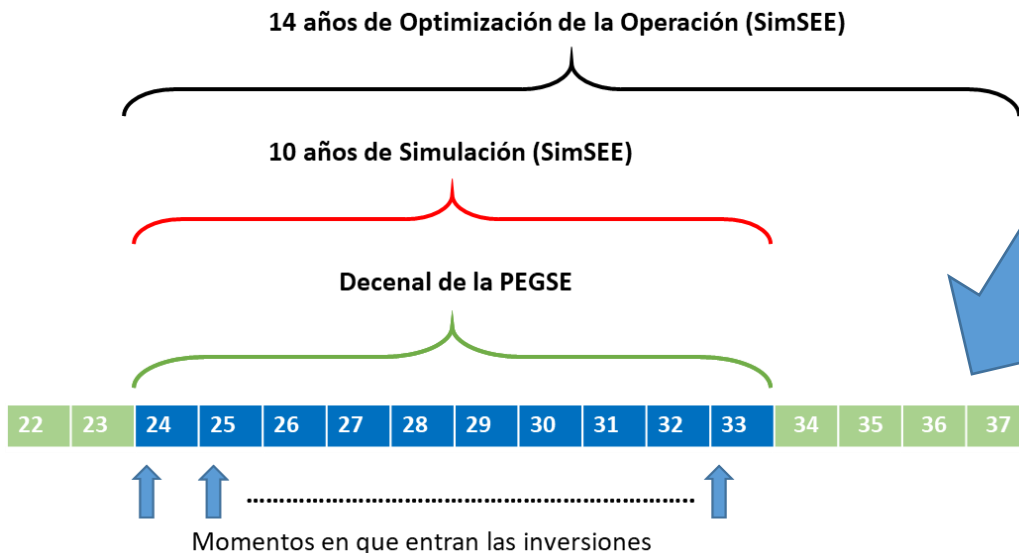 14 años de Optimización de la Operación (SimSEE)
10 años de Simulación (SimSEE)
Decenal de la PEGSE
22 23 24 25 26 27 28 29 30 31 32 33 34 35 36 37
Momentos en que entran las inversiones